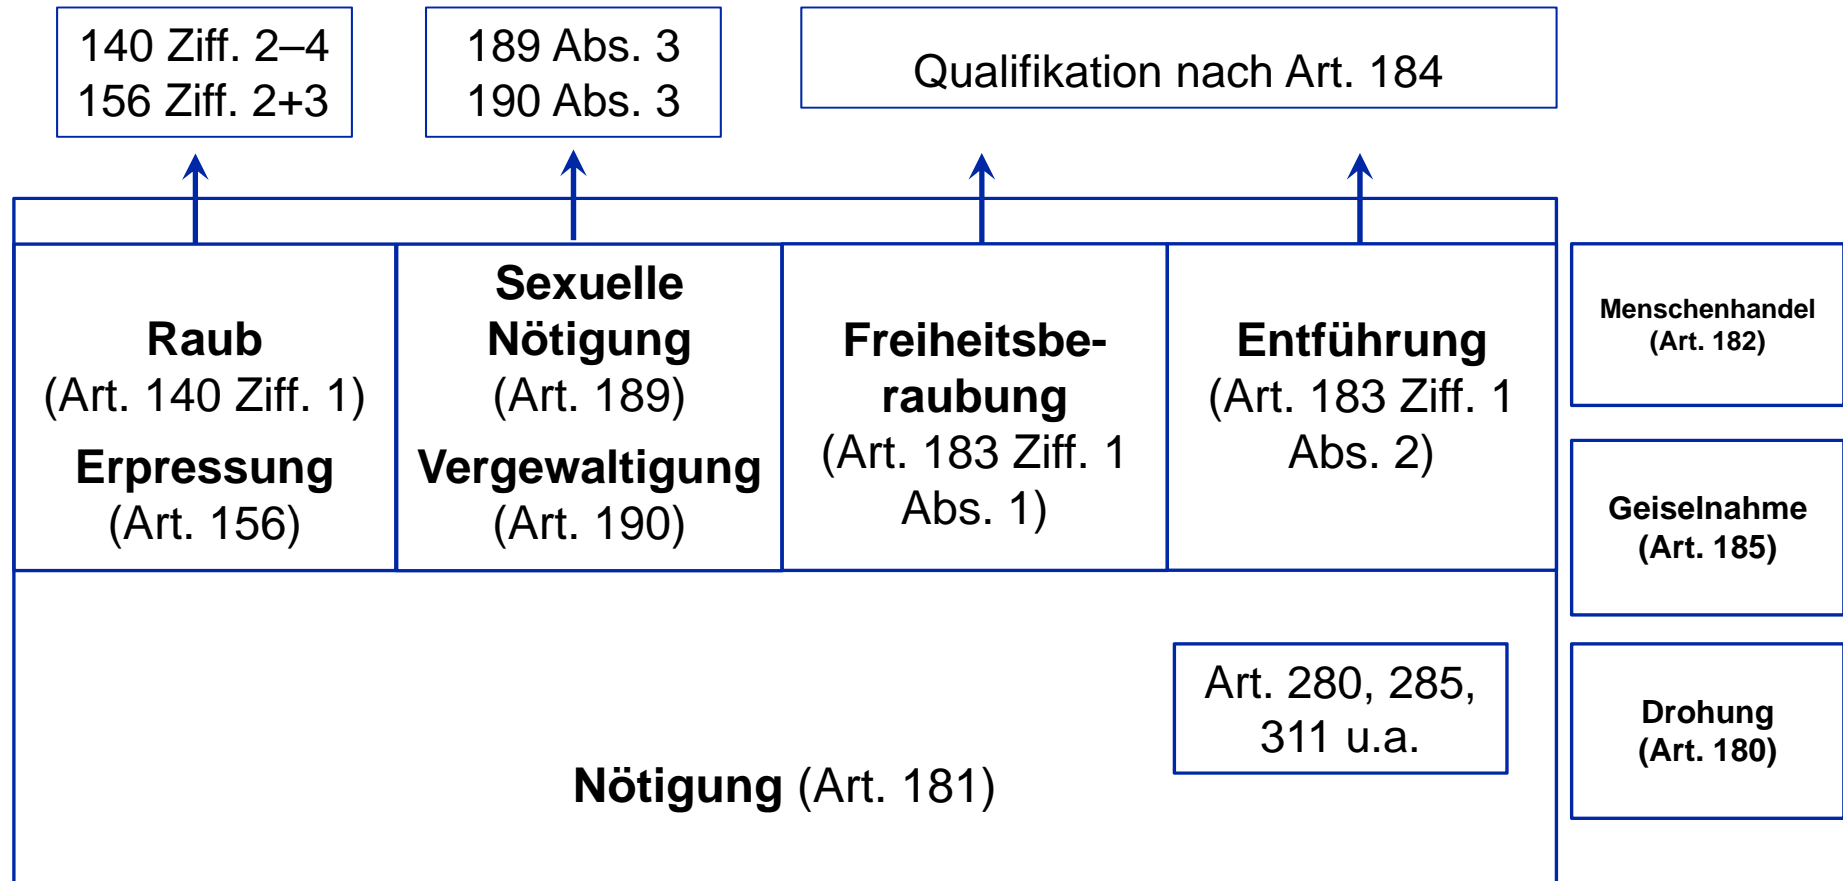 140 Ziff. 2–4
156 Ziff. 2+3
189 Abs. 3
190 Abs. 3
Qualifikation nach Art. 184
Raub
(Art. 140 Ziff. 1)
Erpressung
(Art. 156)
Sexuelle
Nötigung
(Art. 189)
Vergewaltigung
(Art. 190)
Freiheitsbe-
raubung
(Art. 183 Ziff. 1
Abs. 1)
Entführung
(Art. 183 Ziff. 1
Abs. 2)
Menschenhandel
(Art. 182)
Geiselnahme
(Art. 185)
Drohung
(Art. 180)
Art. 280, 285,
311 u.a.
Nötigung (Art. 181)